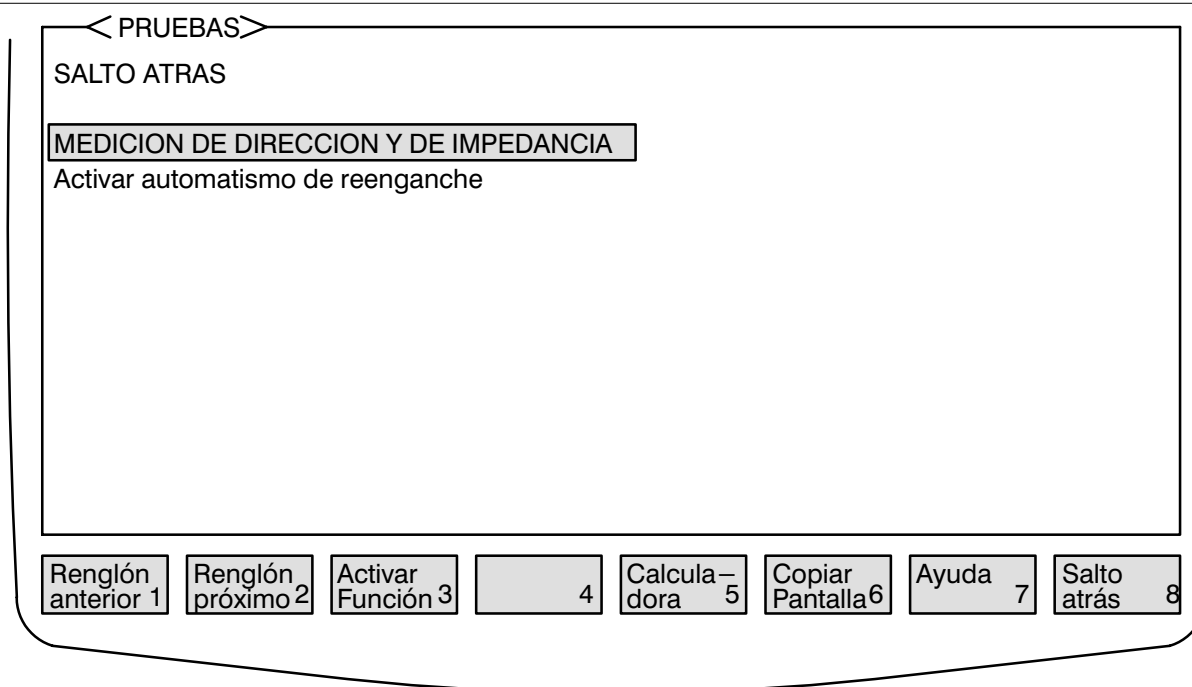 < PRUEBAS >
SALTO ATRAS
MEDICION DE DIRECCION Y DE IMPEDANCIA
Activar automatismo de reenganche
Renglón
anterior 1
Renglón
próximo 2
Activar
Función 3
4
Calcula–
dora 5
Copiar
Pantalla 6
Ayuda
7
Salto
atrás 8